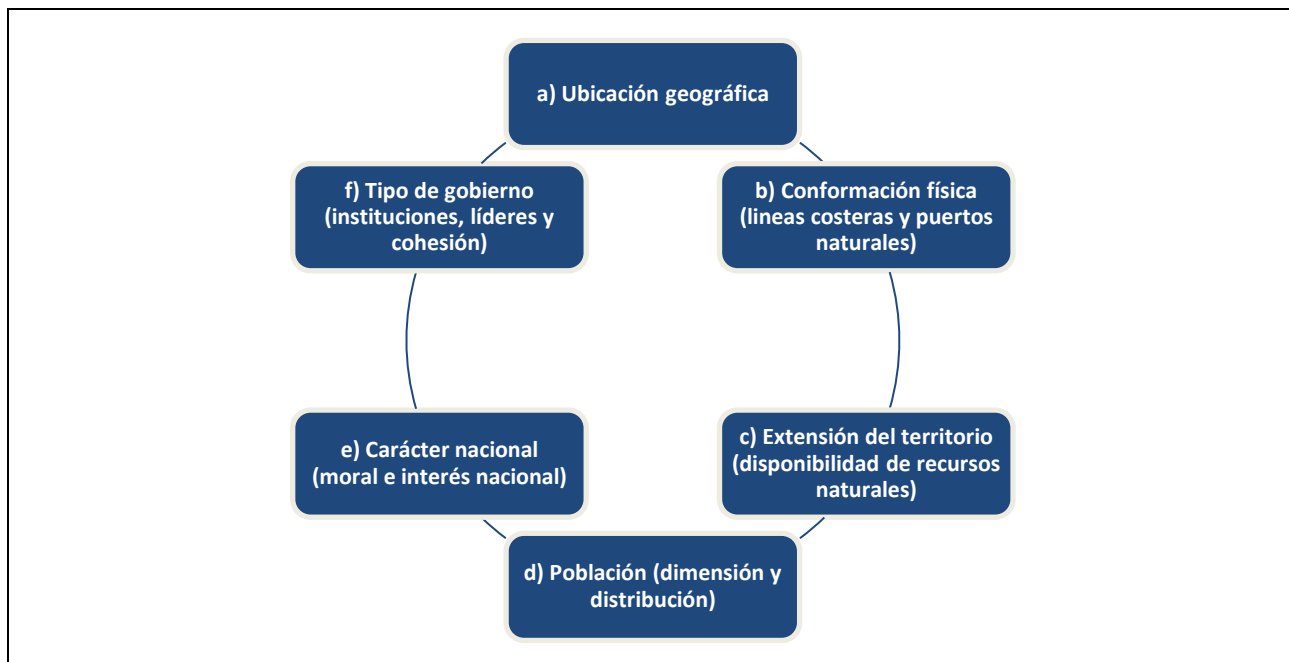 a) Ubicación geográfica
b) Conformación física
(lineas costeras y puertos
naturales)
c) Extensión del territorio
(disponibilidad de recursos
naturales)
d) Población (dimensión y
distribución)
e) Carácter nacional
(moral e interés nacional)
f) Tipo de gobierno
(instituciones, líderes y
cohesión)